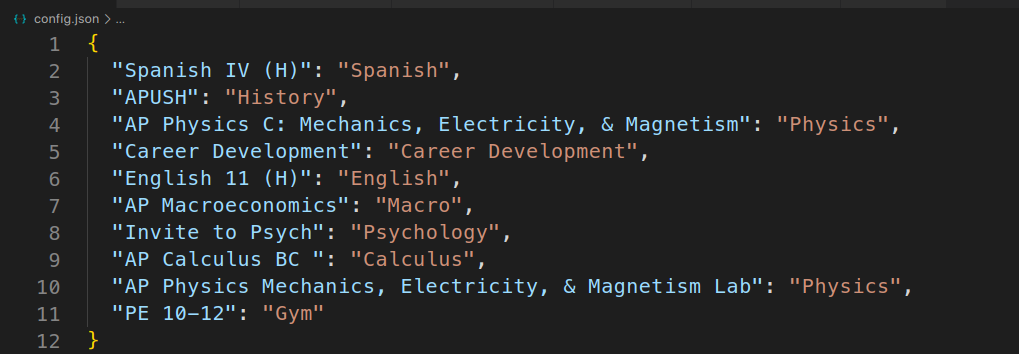 {} config.json > ...
1 {
2 "Spanish IV (H)": "Spanish",
3 "APUSH": "History",
4 "AP Physics C: Mechanics, Electricity, & Magnetism": "Physics",
5 "Career Development": "Career Development",
6 "English 11 (H)": "English",
7 "AP Macroeconomics": "Macro",
8 "Invite to Psych": "Psychology",
9 "AP Calculus BC ": "Calculus",
10 "AP Physics Mechanics, Electricity, & Magnetism Lab": "Physics",
11 "PE 10-12": "Gym"
12 }